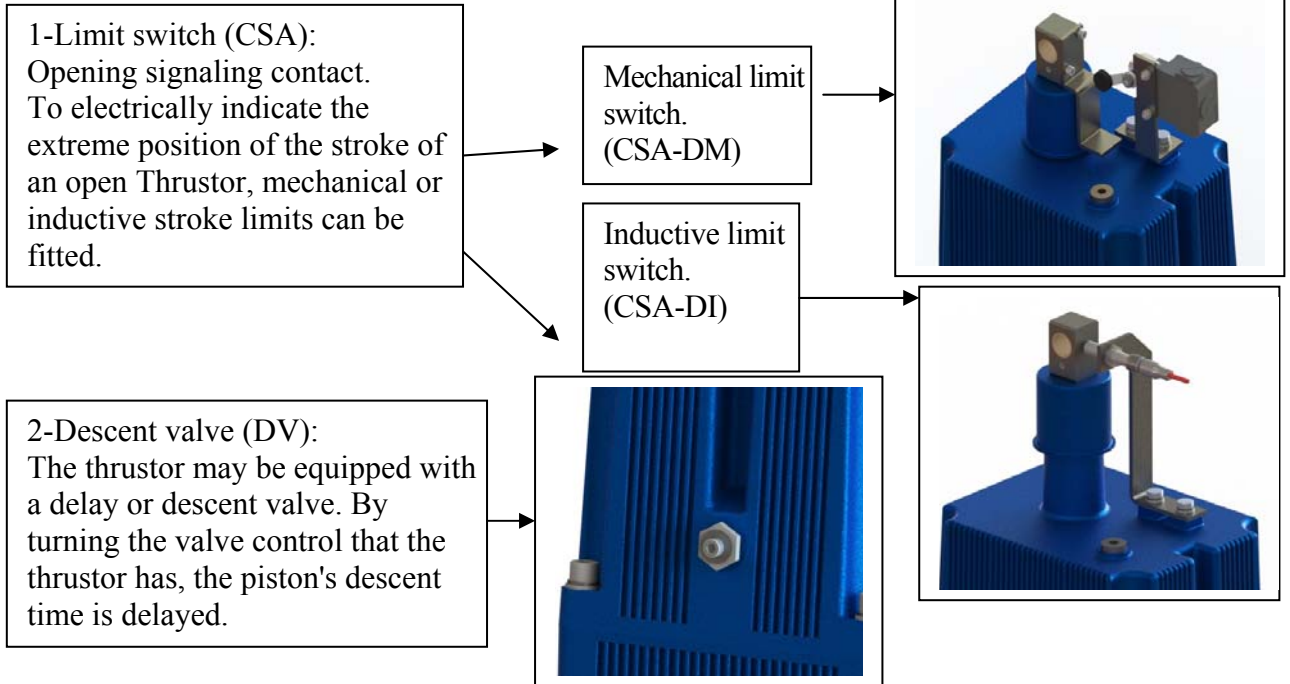 1-Limit switch (CSA):
Opening signaling contact.
To electrically indicate the
extreme position of the stroke of
an open Thrustor, mechanical or
inductive stroke limits can be
fitted.
Mechanical limit
switch.
(CSA-DM)
Inductive limit
switch.
(CSA-DI)
2-Descent valve (DV):
The thrustor may be equipped with
a delay or descent valve. By
turning the valve control that the
thrustor has, the piston's descent
time is delayed.